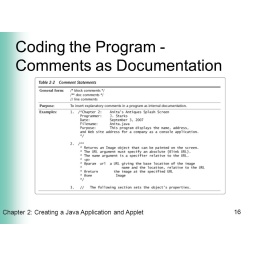 Coding the Program -
Comments as Documentation
Table 2-2 Comment Statements
General form: /* block comments */
/** doc comments */
// line comments
Purpose: To insert explanatory comments in a program as internal documentation.
Examples: 1. /*Chapter 2: Anita's Antiques Splash Screen
Programmer: J. Starks
Date: September 3, 2007
Filename: Anita.java
Purpose: This program displays the name, address,
and Web site address for a company as a console application.
*/
2. /**
* Returns an Image object that can be painted on the screen.
* The URL argument must specify an absolute {@link URL}.
* The name argument is a specifier relative to the URL.
*
* @param url a URL giving the base location of the image
name and the location, relative to the URL
* @return the image at the specified URL
* @see Image
*/
3. // The following section sets the object's properties.
Chapter 2: Creating a Java Application and Applet
16